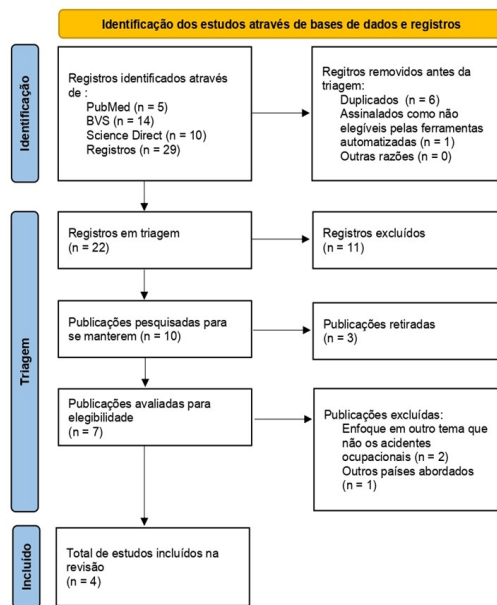 Identificação dos estudos através de bases de dados e registros
Identificação
Registros identificados através
de :
PubMed (n = 5)
BVS (n = 14)
Science Direct (n = 10)
Registros (n = 29)
Regitros removidos antes da
triagem:
Duplicados (n = 6)
Assinalados como não
elegíveis pelas ferramentas
automatizadas (n = 1)
Outras razões (n = 0)
Triagem
Registros em triagem
(n = 22)
Registros excluídos
(n = 11)
Publicações pesquisadas para
se manterem (n = 10)
Publicações retiradas
(n = 3)
Publicações avaliadas para
elegibilidade
(n = 7)
Publicações excluídas:
Enfoque em outro tema que
não os acidentes
ocupacionais (n = 2)
Outros países abordados
(n = 1)
Incluído
Total de estudos incluídos na
revisão
(n = 4)